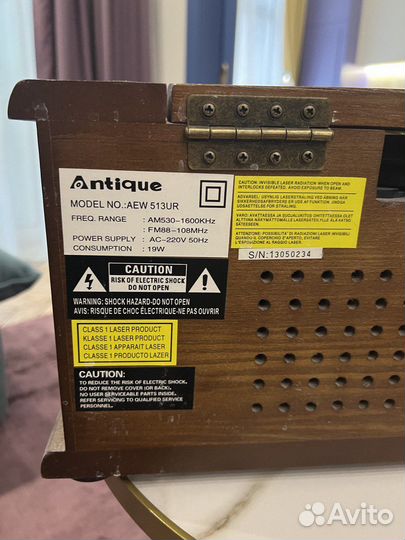 Antique
MODEL NO.:AEW 513UR
FREQ. RANGE : AM530-1600KHz
: FM88-108MHz
POWER SUPPLY : AC-220V 50Hz
CONSUMPTION : 19W
CAUTION
RISK OF ELECTRIC SHOCK
DO NOT OPEN
WARNING: SHOCK HAZARD-DO NOT OPEN
AVIS: RISQUE DE CHOC ÉLECTRIQUE-NE PAS OUVRIR
CLASS 1 LASER PRODUCT
KLASSE 1 LASER PRODUCT
CLASSE 1 APPARAIT LASER
CLASSE 1 PRODUCTO LAZER
CAUTION:
TO REDUCE THE RISK OF ELECTRIC SHOCK,
DO NOT REMOVE COVER (OR BACK).
NO USER SERVICEABLE PARTS INSIDE.
REFER SERVICING TO QUALIFIED SERVICE
PERSONNEL.
CAUTION: INVISIBLE LASER RADIATION WHEN OPEN AND
INTERLOCKS DEFEATED. AVOID EXPOSURE TO BEAM.
S/N:13050234
Avito